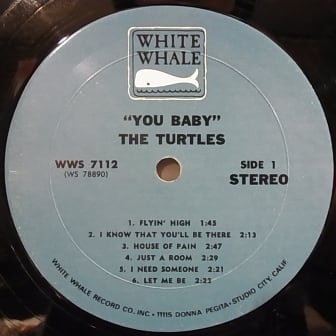 WHITE
WHALE
"YOU BABY"
THE TURTLES
WWS 7112
(WS 78890)
SIDE 1
STEREO
1. FLYIN' HIGH 1:45
2. I KNOW THAT YOU'LL BE THERE 2:13
3. HOUSE OF PAIN 2:47
4. JUST A ROOM 2:29
5. I NEED SOMEONE 2:21
6. LET ME BE 2:22
WHITE WHALE RECORD CO. INC. • 11115 DONNA PEGITA • STUDIO CITY, CALIF.